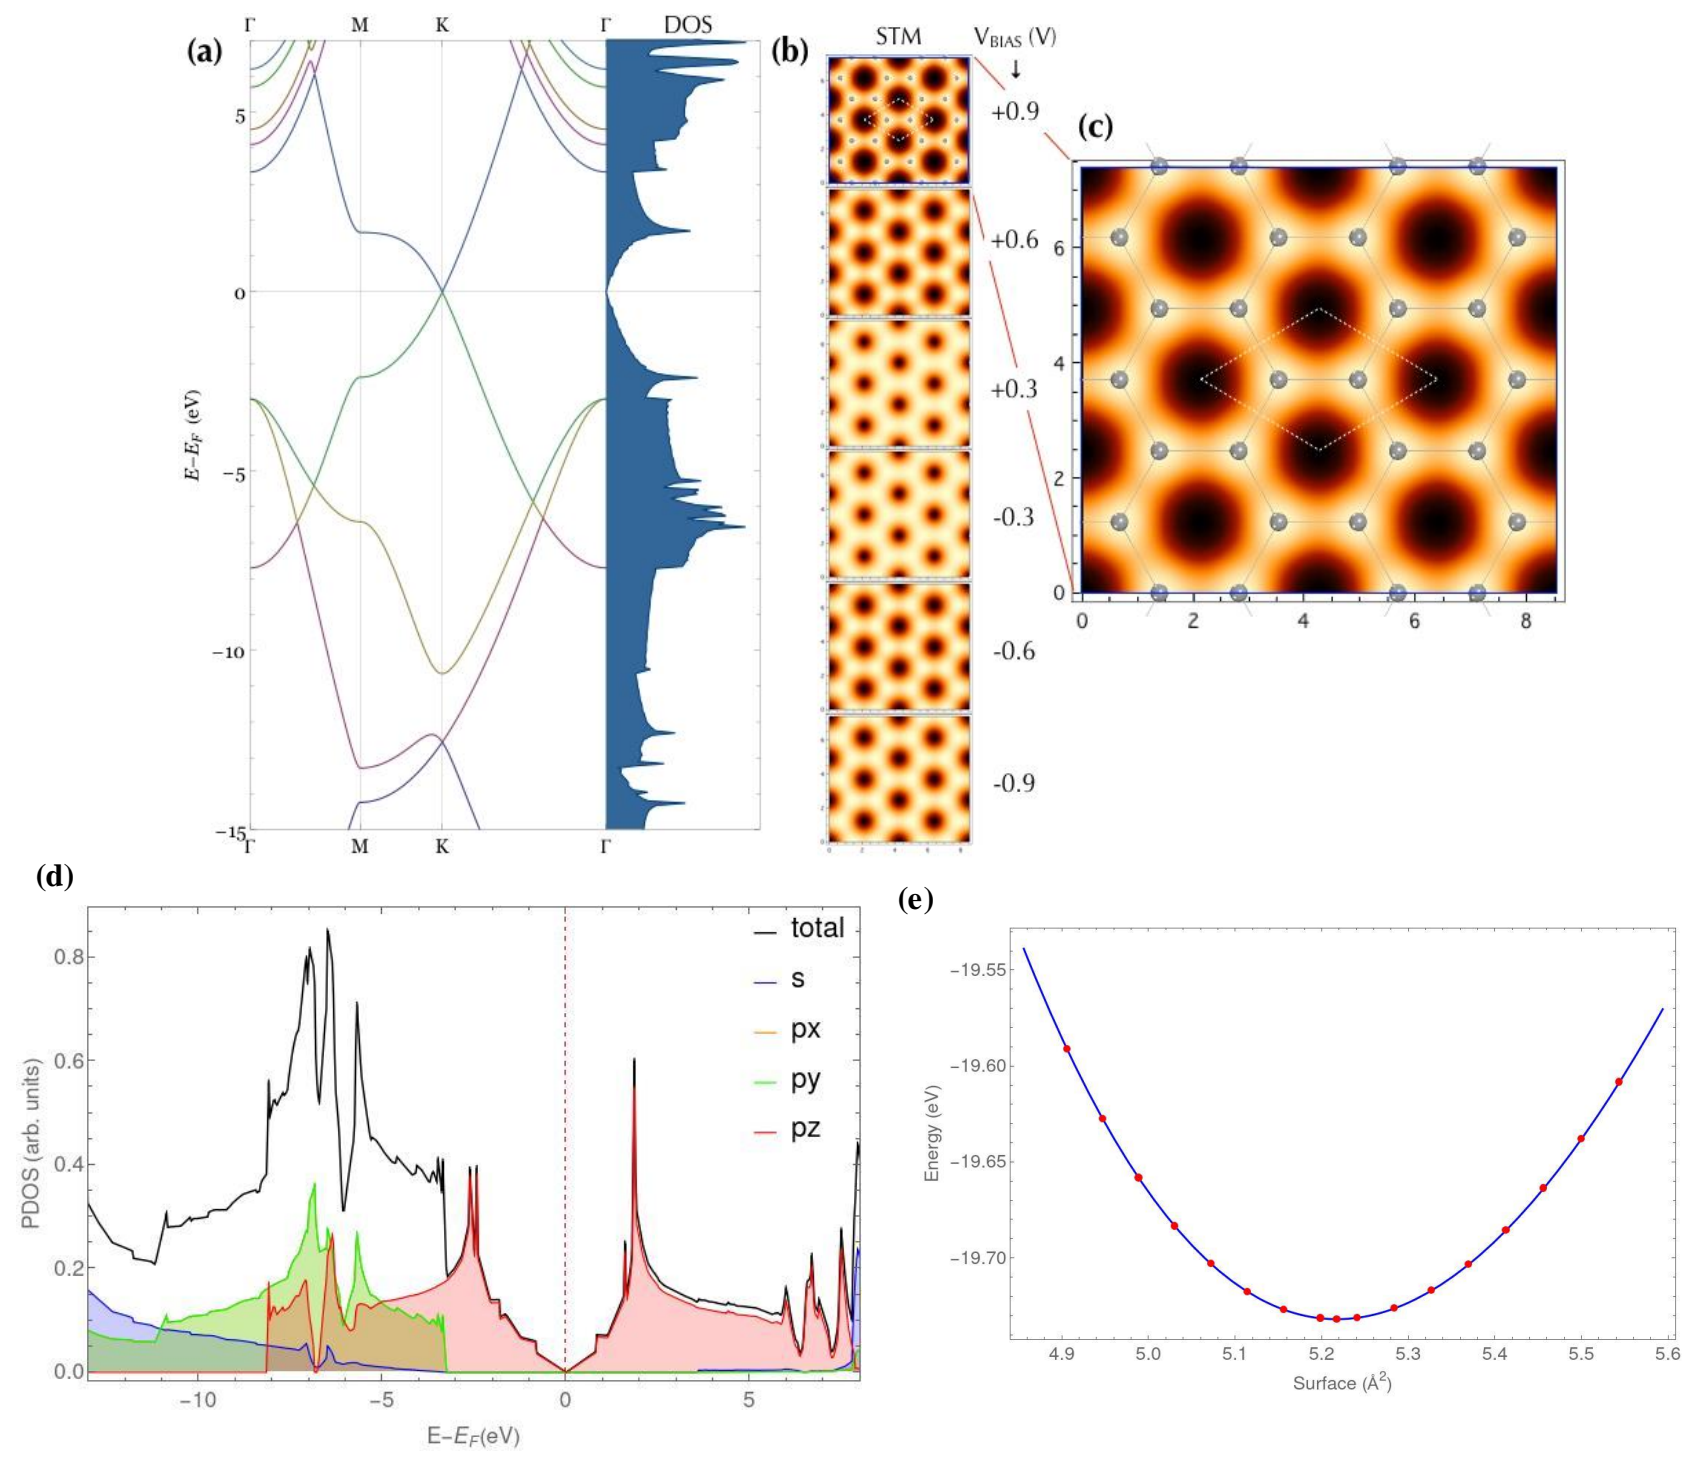 Γ M K Γ DOS
(a)
5
0
−5
−10
−15
E−E_F (eV)
Γ M K Γ
(b)
STM V_BIAS (V)
↓
+0.9
+0.6
+0.3
-0.3
-0.6
-0.9
(c)
6
4
2
0
0 2 4 6 8
(d)
total
s
px
py
pz
0.8
0.6
0.4
0.2
0.0
PDOS (arb. units)
−10 −5 0 5
E−E_F(eV)
(e)
−19.55
−19.60
−19.65
−19.70
Energy (eV)
4.9 5.0 5.1 5.2 5.3 5.4 5.5 5.6
Surface (Å²)